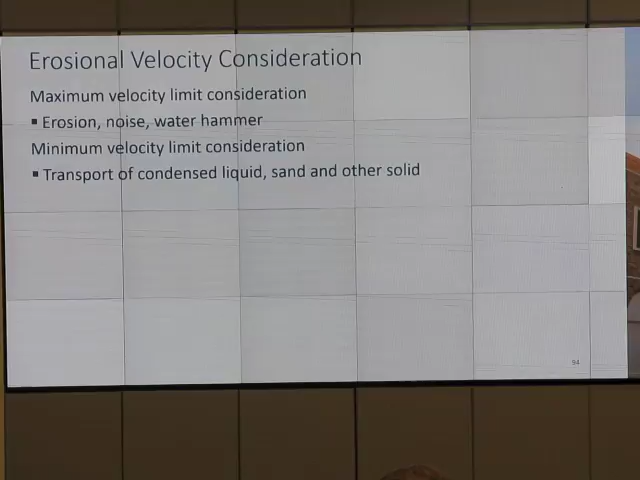 Erosional Velocity Consideration
Maximum velocity limit consideration
▪ Erosion, noise, water hammer
Minimum velocity limit consideration
▪ Transport of condensed liquid, sand and other solid
94